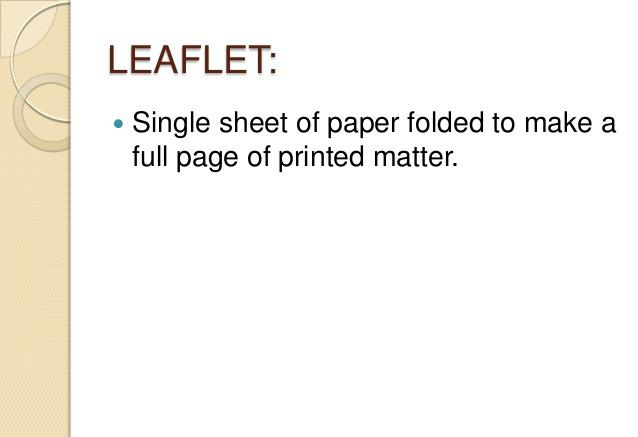 LEAFLET:
• Single sheet of paper folded to make a
full page of printed matter.